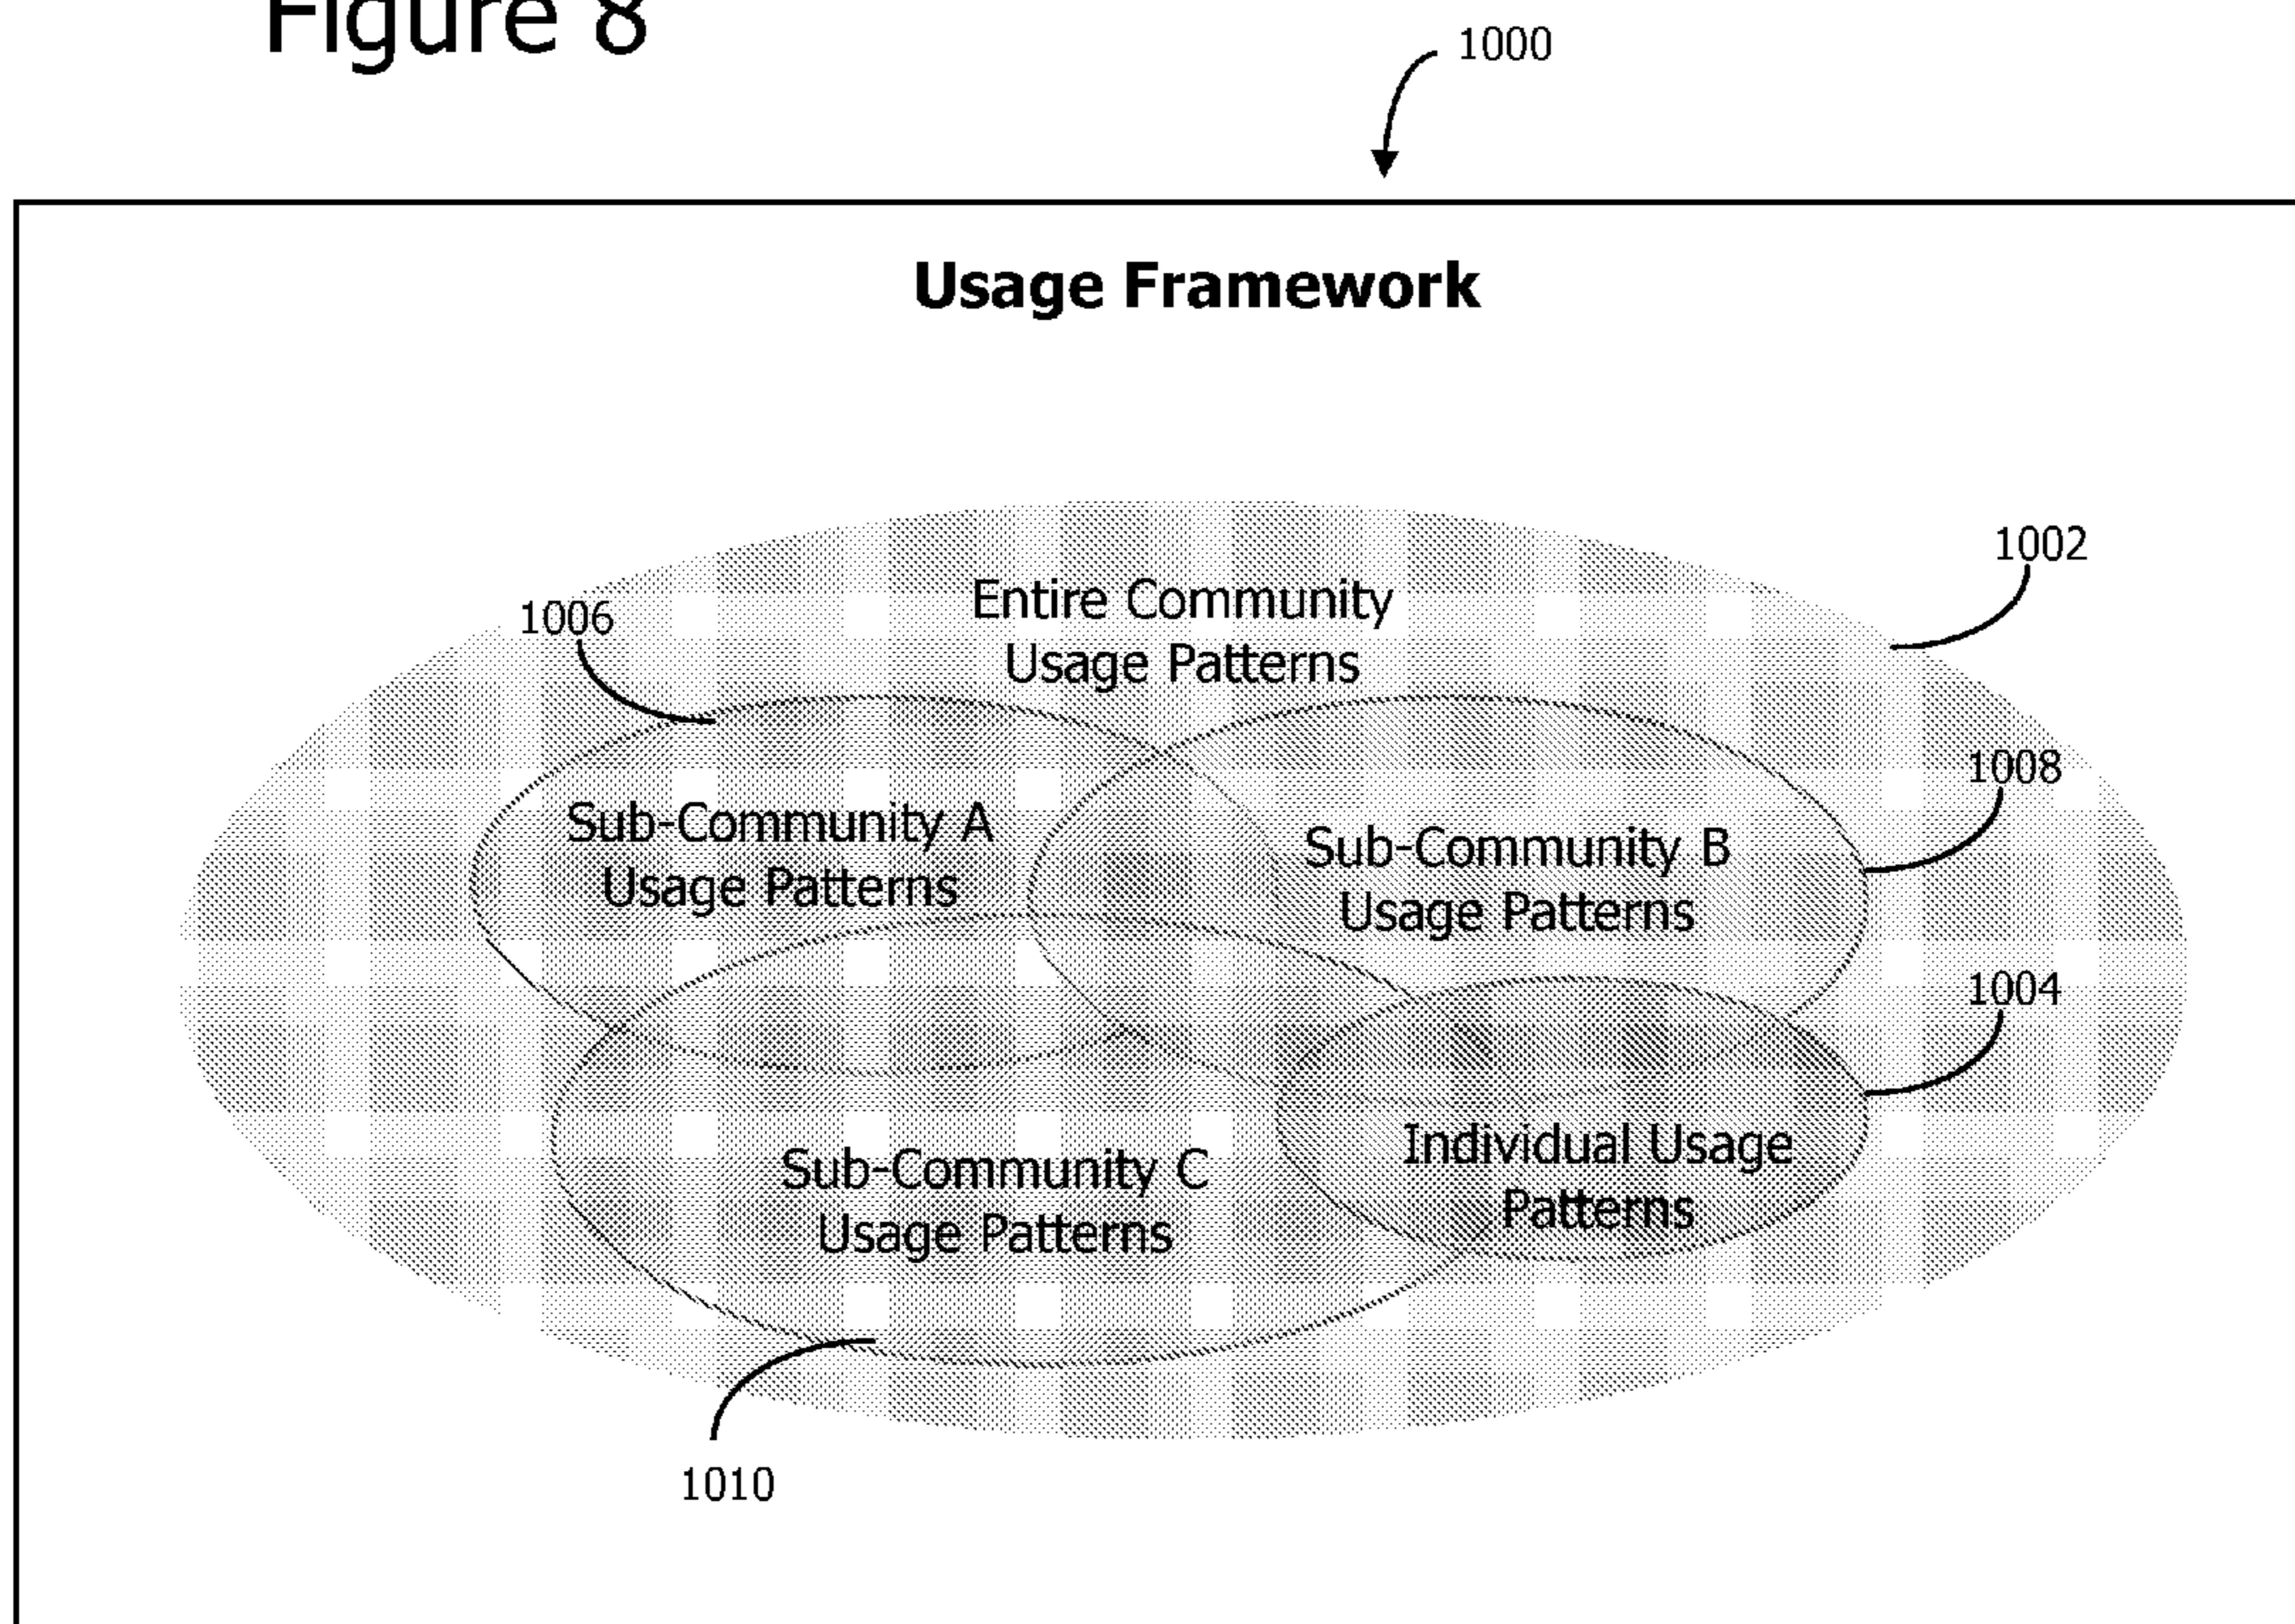 Figure 8
1000
Usage Framework
1002
Entire Community
Usage Patterns
1006
1008
Sub-Community A
Usage Patterns
Sub-Community B
Usage Patterns
1004
Individual Usage
Patterns
Sub-Community C
Usage Patterns
1010